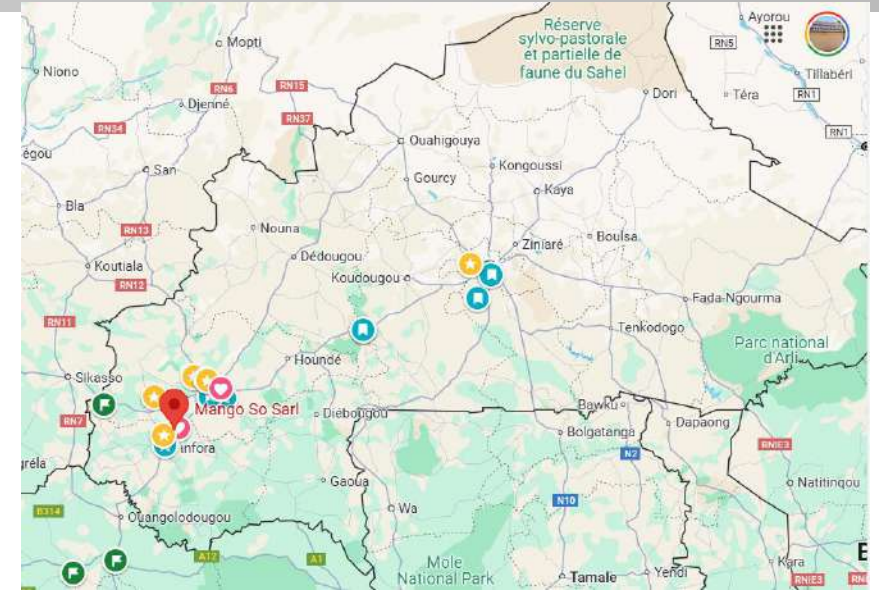 Réserve
sylvo-pastorale
et partielle de
faune du Sahel
Ayorou
RN5
Mopti
Niono
RN6
RN15
Tillabéri
Djenné
Dori
Téra
RN1
RN37
RN34
RN1
égou
Ouahigouya
San
Kongoussi
Gourcy
Kaya
Bla
RN13
Nouna
Ziniaré
Boulsa
Koutiala
Dédougou
Koudougou
RN12
Fada-Ngourma
RN11
Tenkodogo
Parc national
d'Arli
Houndé
Sikasso
Mango So Sarl
RN7
Diébougou
Bawku
Dapaong
Bolgatanga
infora
N2
RNIE3
gréla
Gaoua
Natitingou
B314
Wa
N10
Ouangolodougou
A12
A1
Mole
National Park
Tamale
Yendi
Kara
RNIE3